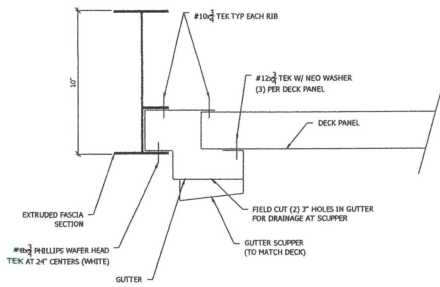 #10x3/4 TEK TYP EACH RIB
#12x3/4 TEK W/ NEO WASHER
(3) PER DECK PANEL
10"
DECK PANEL
EXTRUDED FASCIA
SECTION
FIELD CUT (2) 3" HOLES IN GUTTER
FOR DRAINAGE AT SCUPPER
#8x3/4 PHILLIPS WAFER HEAD
TEK AT 24" CENTERS (WHITE)
GUTTER SCUPPER
(TO MATCH DECK)
GUTTER